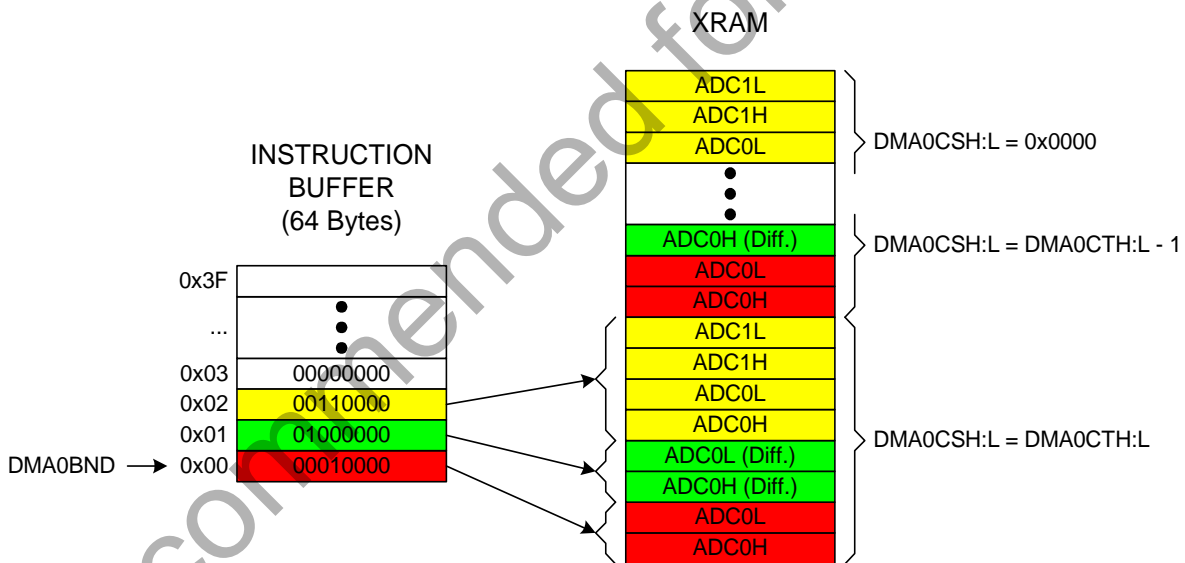 XRAM
ADC1L
ADC1H
ADC0L
DMA0CSH:L = 0x0000
INSTRUCTION
BUFFER
(64 Bytes)
ADC0H (Diff.)
DMA0CSH:L = DMA0CTH:L - 1
ADC0L
ADC0H
0x3F
...
0x03 00000000
0x02 00110000
0x01 01000000
DMA0BND 0x00 00010000
ADC1L
ADC1H
ADC0L
ADC0H
DMA0CSH:L = DMA0CTH:L
ADC0L (Diff.)
ADC0H (Diff.)
ADC0L
ADC0H
commended for